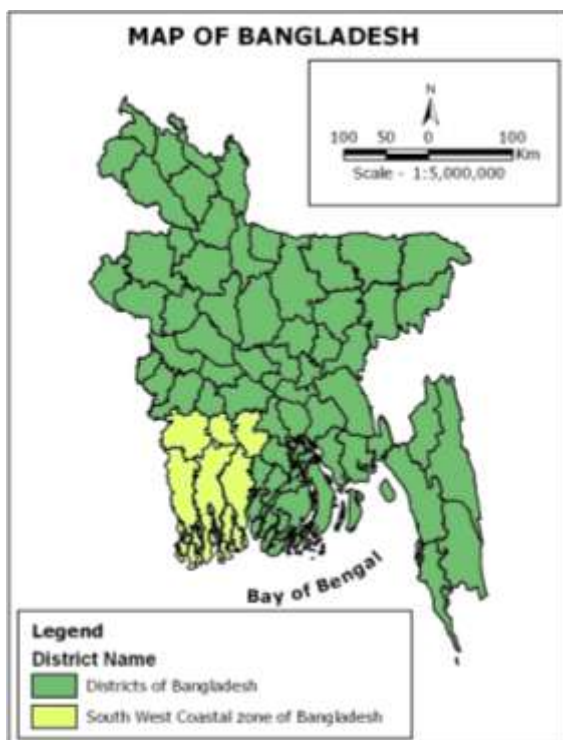 MAP OF BANGLADESH
N
100 50 0 100
Km
Scale - 1:5,000,000
Bay of Bengal
Legend
District Name
Districts of Bangladesh
South West Coastal zone of Bangladesh